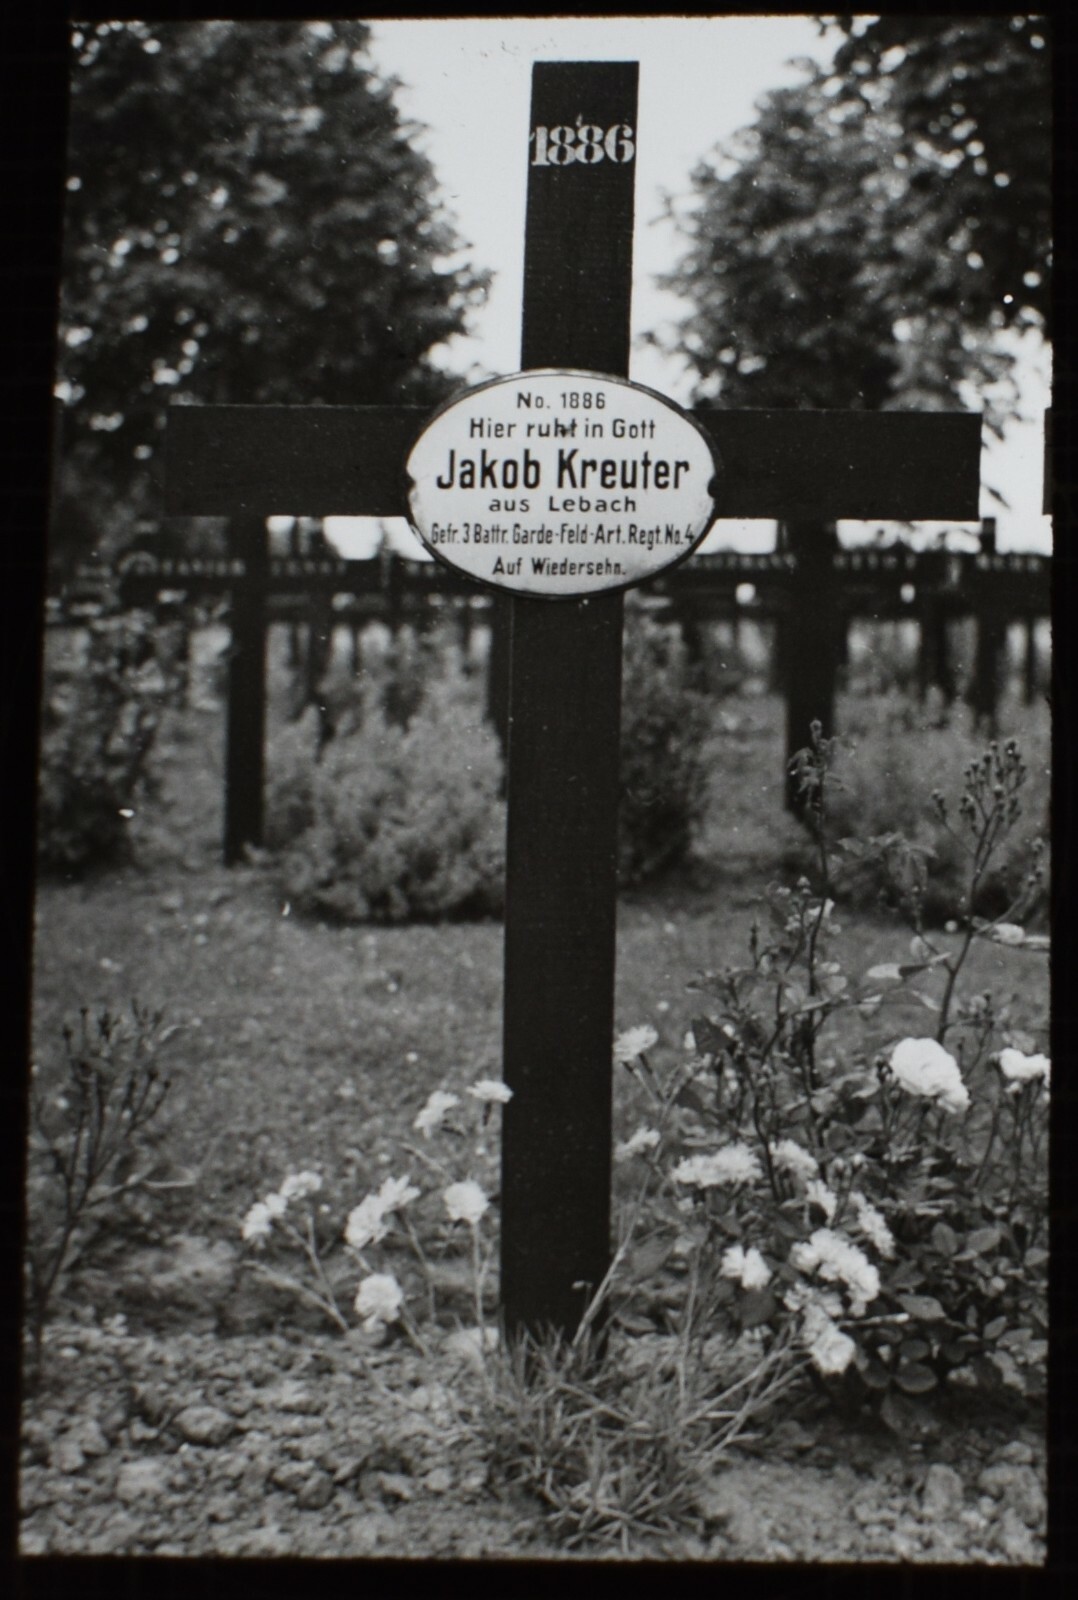 1886
No. 1886
Hier ruht in Gott
Jakob Kreuter
aus Lebach
Gefr. 3 Battr. Garde-Feld-Art. Regt. No. 4
Auf Wiedersehn.